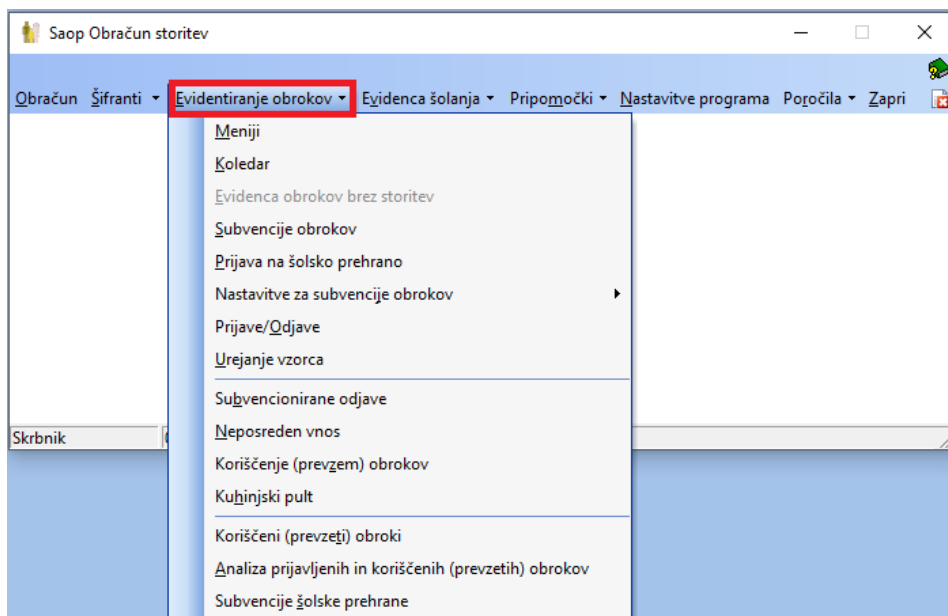 Saop Obračun storitev
Obračun Šifranti Evidentiranje obrokov Evidenca šolanja Pripomočki Nastavitve programa Poročila Zapri
Meniji
Koledar
Evidenca obrokov brez storitev
Subvencije obrokov
Prijava na šolsko prehrano
Nastavitve za subvencije obrokov
Prijave/Odjave
Urejanje vzorca
Subvencionirane odjave
Neposreden vnos
Skrbnik
Koriščenje (prevzem) obrokov
Kuhinjski pult
Koriščeni (prevzeti) obroki
Analiza prijavljenih in koriščenih (prevzetih) obrokov
Subvencije šolske prehrane